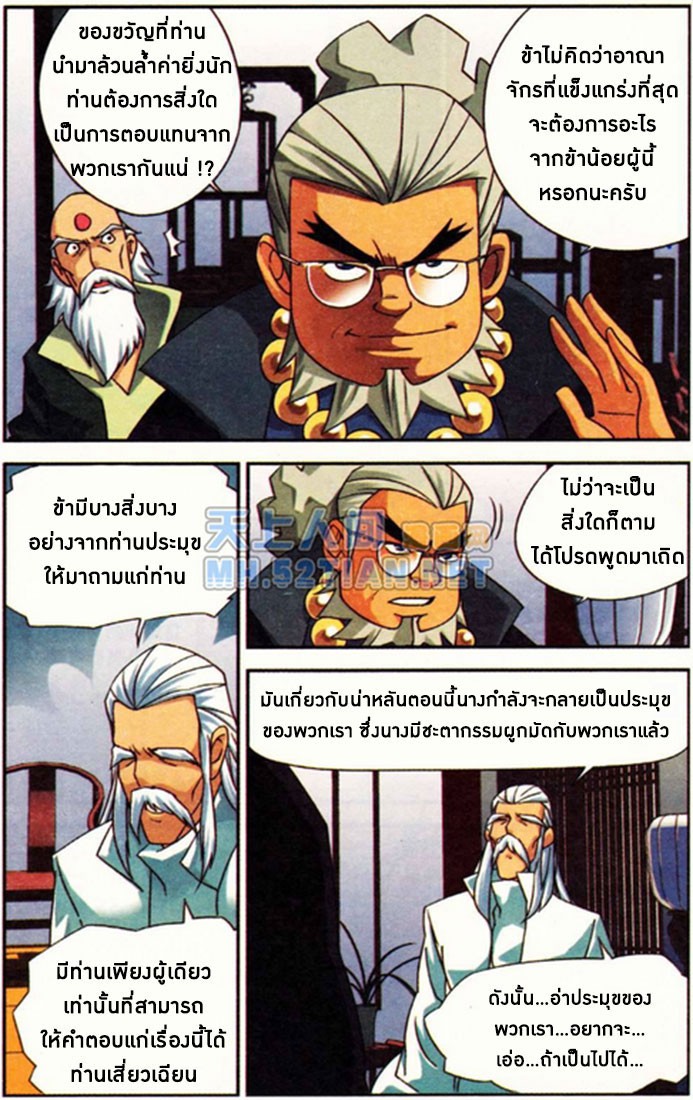 ของขวัญที่ท่าน
นำมาล้วนล้ำค่ายิ่งนัก
ท่านต้องการสิ่งใด
เป็นการตอบแทนจาก
พวกเรากันแน่ !?
ข้าไม่คิดว่าอาณา
จักรที่แข็งแกร่งที่สุด
จะต้องการอะไร
จากข้าน้อยผู้นี้
หรอกนะครับ
ข้ามีบางสิ่งบาง
อย่างจากท่านประมุข
ให้มาถามแก่ท่าน
ไม่ว่าจะเป็น
สิ่งใดก็ตาม
ได้โปรดพูดมาเถิด
天上人间
MH.52TIAN.NET
มันเกี่ยวกับน่าหลันตอนนี้นางกำลังจะกลายเป็นประมุข
ของพวกเรา ซึ่งนางมีชะตากรรมผูกมัดกับพวกเราแล้ว
มีท่านเพียงผู้เดียว
เท่านั้นที่สามารถ
ให้คำตอบแก่เรื่องนี้ได้
ท่านเสี่ยวเฉียน
ดังนั้น...อ่าประมุขของ
พวกเรา...อยากจะ...
เอ่อ...ถ้าเป็นไปได้...